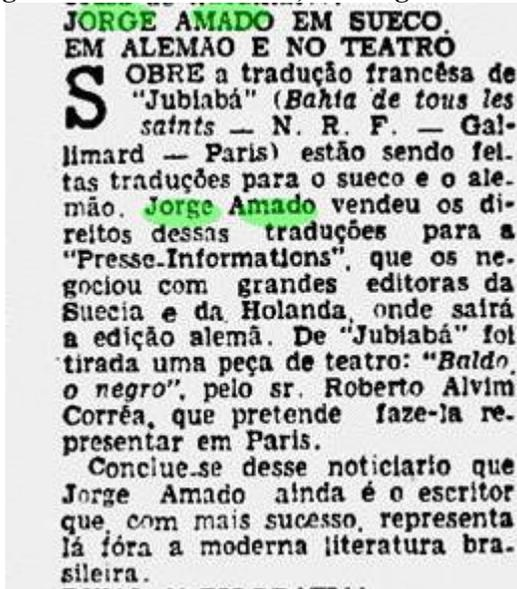 JORGE AMADO EM SUECO,
EM ALEMÃO E NO TEATRO
SOBRE a tradução francêsa de
"Jubiabá" (Bahia de tous les
saints — N. R. F. — Gal-
limard — Paris) estão sendo fei-
tas traduções para o sueco e o ale-
mão. Jorge Amado vendeu os di-
reitos dessas traduções para a
"Presse-Informations", que os ne-
gociou com grandes editoras da
Suecia e da Holanda, onde sairá
a edição alemã. De "Jubiabá" foi
tirada uma peça de teatro: "Baldo,
o negro", pelo sr. Roberto Alvim
Corrêa, que pretende faze-la re-
presentar em Paris.
Conclue-se desse noticiario que
Jorge Amado ainda é o escritor
que, com mais sucesso, representa
lá fóra a moderna literatura bra-
sileira.